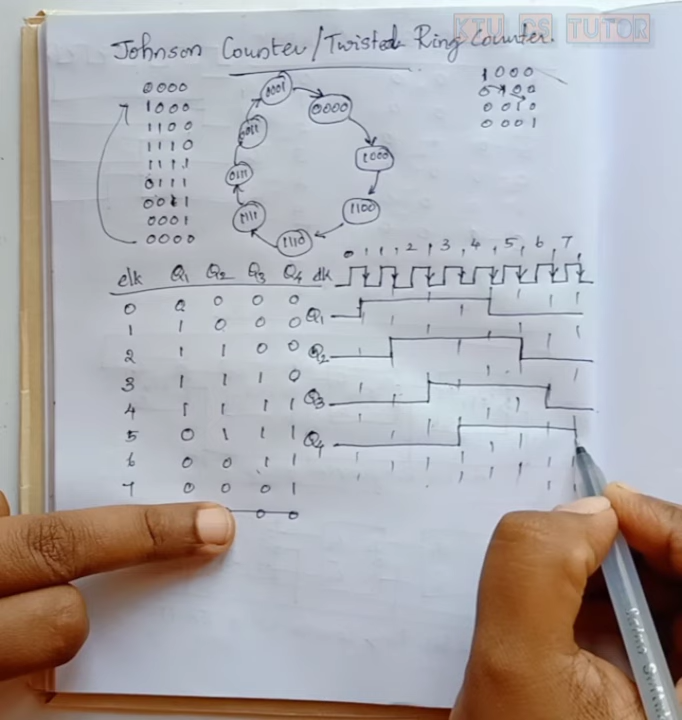 KTU CS TUTOR
Johnson Counter/Twisted Ring Counter.
0000
1000
1100
1110
1111
0111
0011
0001
0000
0001
0000
1000
1100
1110
1111
0111
0011
1000
0100
0010
0001
clk Q1 Q2 Q3 Q4
0 0 0 0 0
1 1 0 0 0
2 1 1 0 0
3 1 1 1 0
4 1 1 1 1
5 0 1 1 1
6 0 0 1 1
7 0 0 0 1
0 0
0 1 2 3 4 5 6 7
clk
Q1
Q2
Q3
Q4